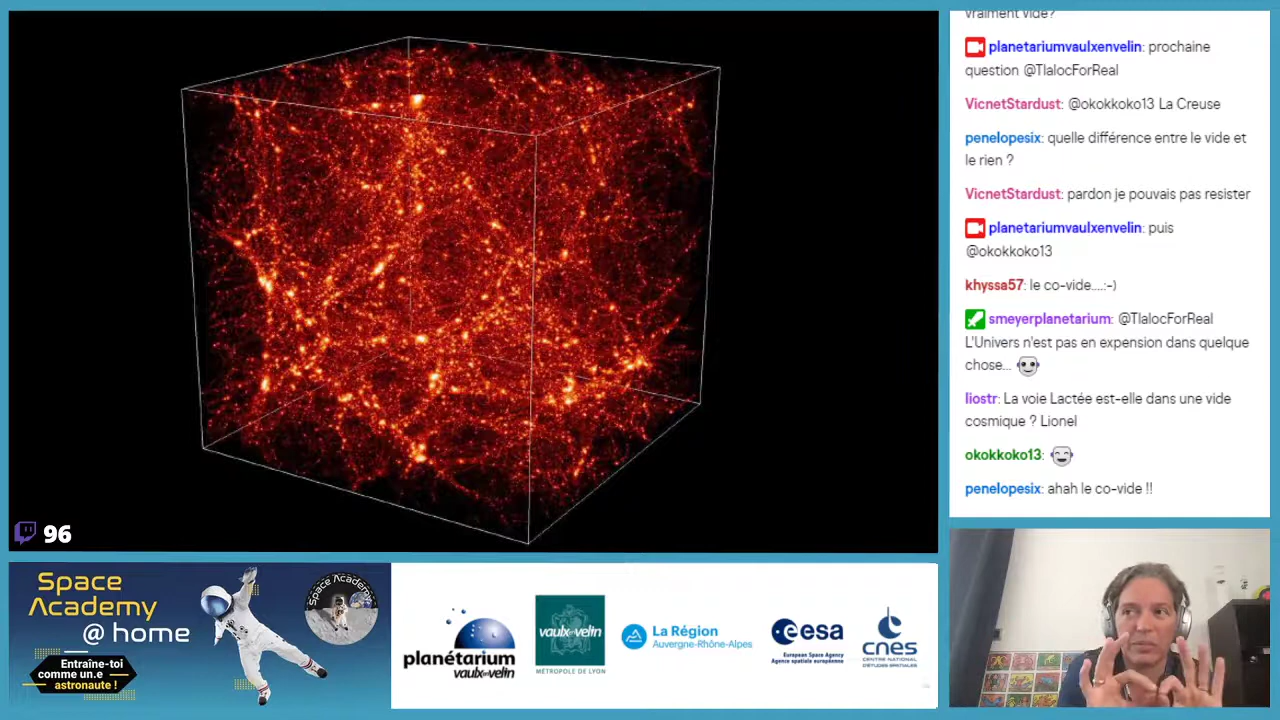 vraiment vide?
planetariumvaulxenvelin: prochaine
question @TlalocForReal
VicnetStardust: @okokkoko13 La Creuse
penelopesix: quelle différence entre le vide et
le rien ?
VicnetStardust: pardon je pouvais pas resister
planetariumvaulxenvelin: puis
@okokkoko13
khyssa57: le co-vide....:-)
smeyerplanetarium: @TlalocForReal
L'Univers n'est pas en expension dans quelque
chose...
liostr: La voie Lactée est-elle dans une vide
cosmique ? Lionel
okokkoko13:
penelopesix: ahah le co-vide !!
96
Space
Academy
@ home
Entraîne-toi
comme un.e
astronaute !
Space Academy
planétarium
vaulx en velin
vaulx-en-velin
MÉTROPOLE DE LYON
La Région
Auvergne-Rhône-Alpes
esa
European Space Agency
Agence spatiale européenne
cnes
CENTRE NATIONAL
D'ÉTUDES SPATIALES